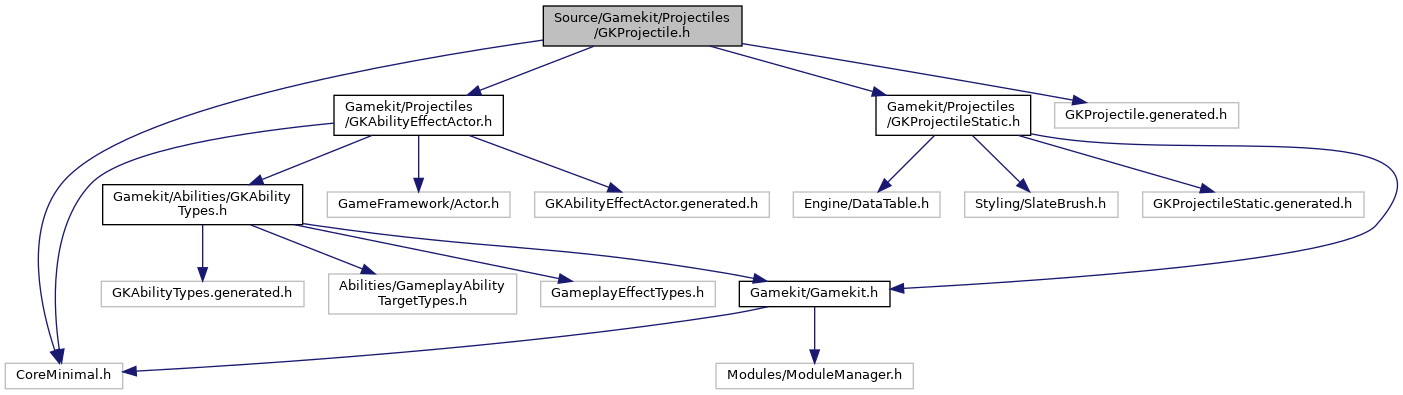 Source/Gamekit/Projectiles
/GKProjectile.h
Gamekit/Projectiles
/GKAbilityEffectActor.h
Gamekit/Projectiles
/GKProjectileStatic.h
GKProjectile.generated.h
Gamekit/Abilities/GKAbility
Types.h
GameFramework/Actor.h
GKAbilityEffectActor.generated.h
Engine/DataTable.h
Styling/SlateBrush.h
GKProjectileStatic.generated.h
GKAbilityTypes.generated.h
Abilities/GameplayAbility
TargetTypes.h
GameplayEffectTypes.h
Gamekit/Gamekit.h
CoreMinimal.h
Modules/ModuleManager.h